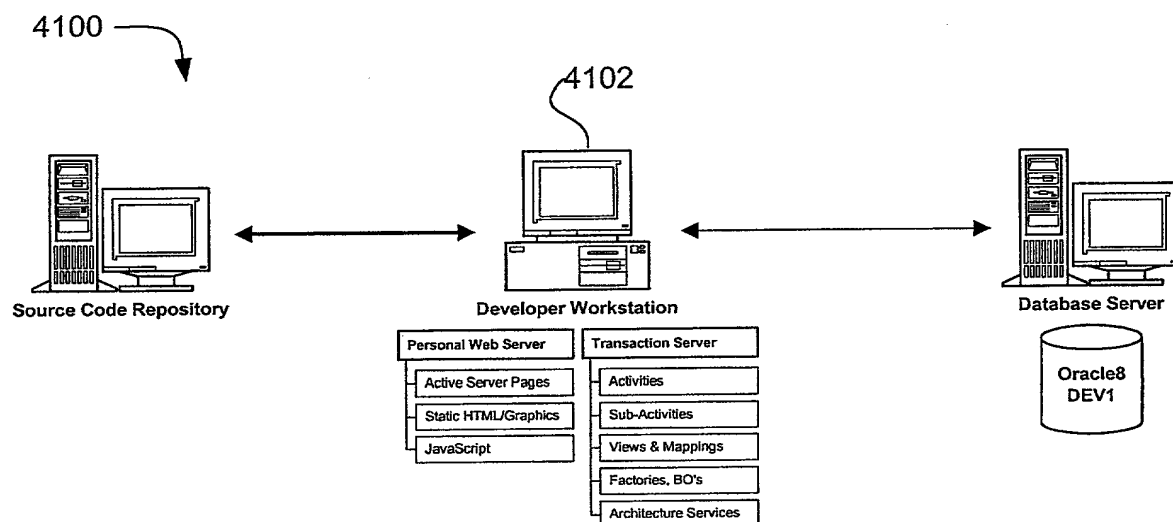 4100
4102
Source Code Repository
Developer Workstation
Database Server
Personal Web Server
Active Server Pages
Static HTML/Graphics
JavaScript
Transaction Server
Activities
Sub-Activities
Views & Mappings
Factories, BO's
Architecture Services
Oracle8
DEV1